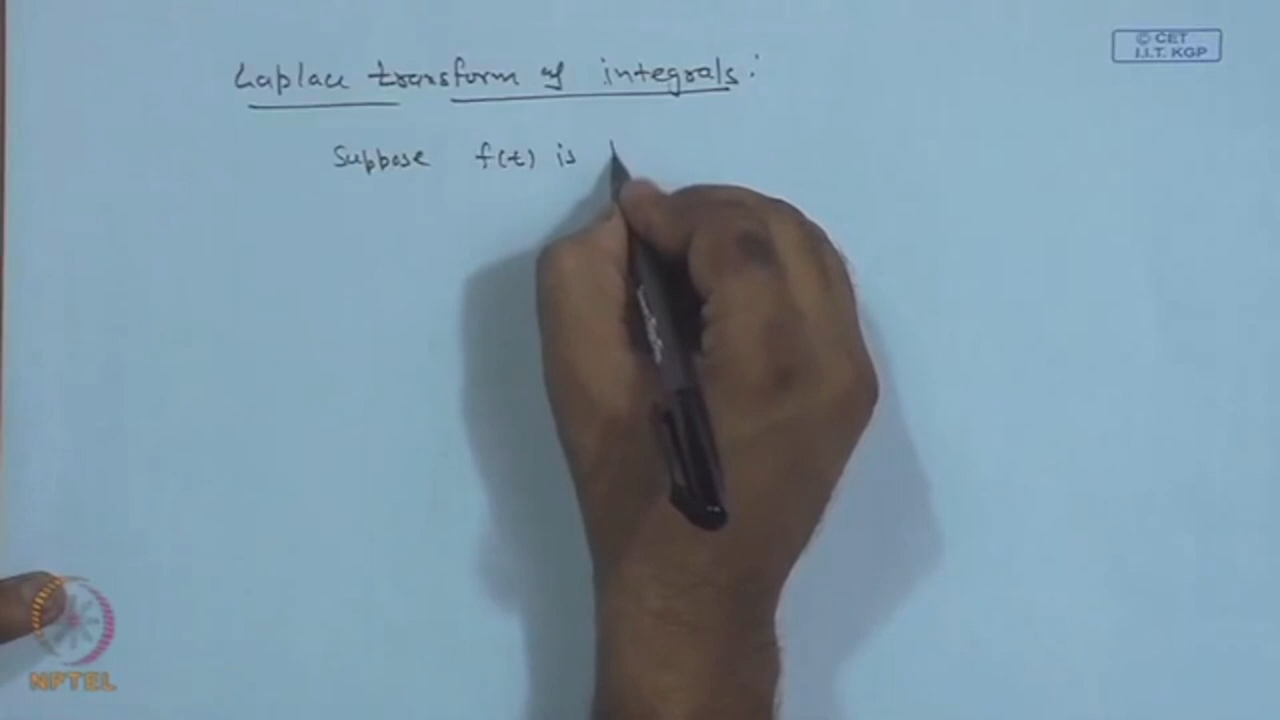 © CET
I.I.T. KGP
Laplace transform of integrals:
Suppose f(t) is
NPTEL